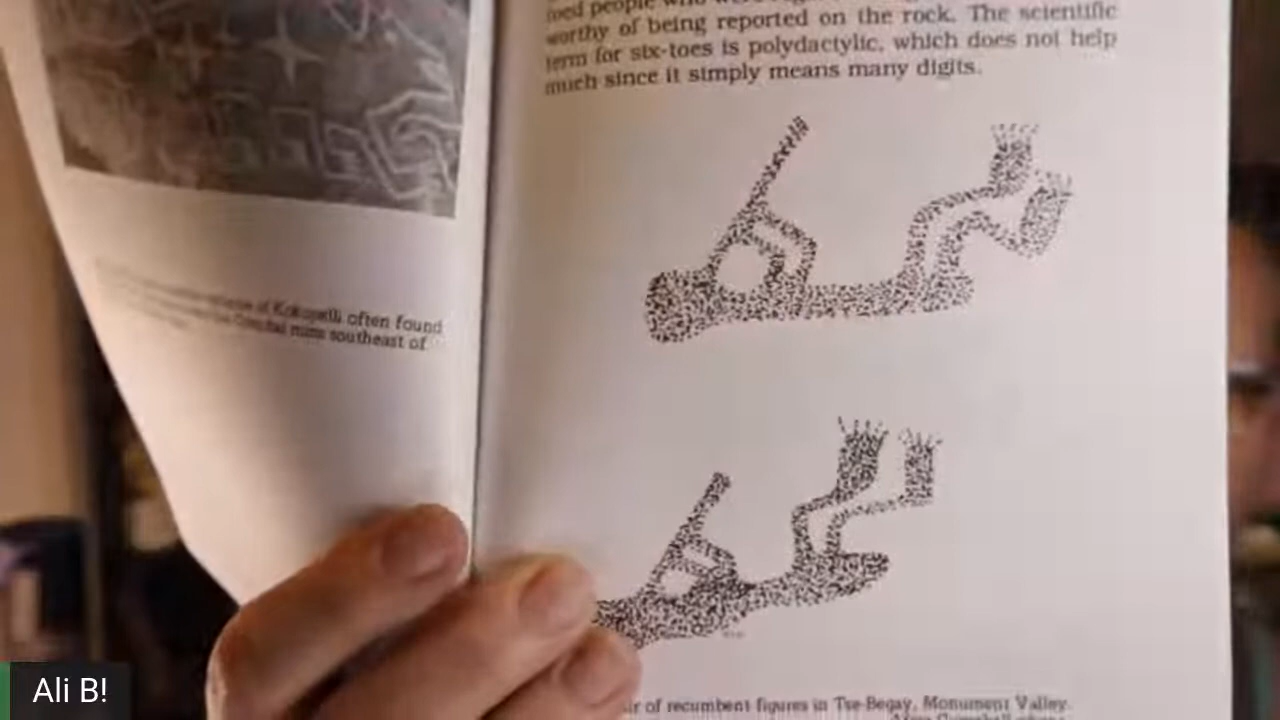 of Kokopelli often found
southeast of
people who
worthy of being reported on the rock. The scientific
term for six-toes is polydactylic, which does not help
much since it simply means many digits.
of recumbent figures in Tse-Begay, Monument Valley.
Ali B!